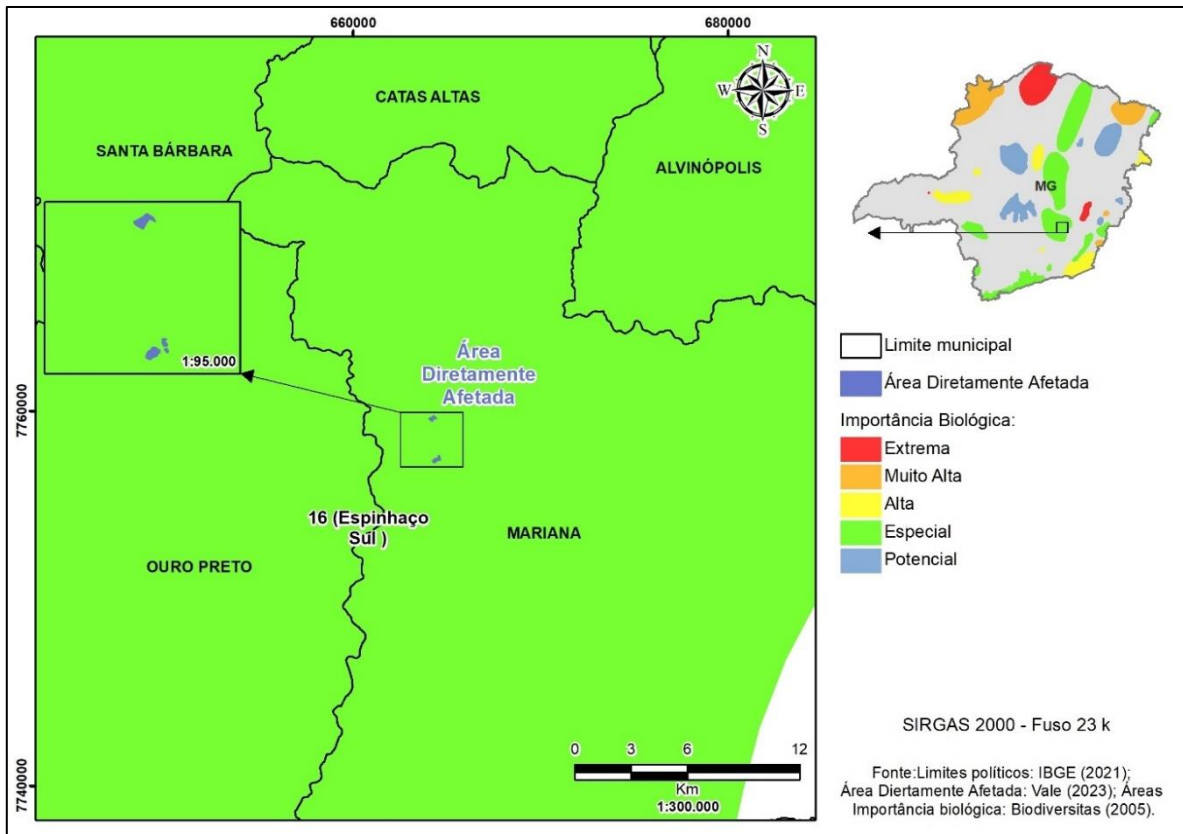 660000
680000
CATAS ALTAS
SANTA BÁRBARA
ALVINÓPOLIS
N
W
E
S
1:95.000
Área
Diretamente
Afetada
7760000
16 (Espinhaço
Sul )
MARIANA
OURO PRETO
7740000
0 3 6 12
Km
1:300.000
MG
Limite municipal
Área Diretamente Afetada
Importância Biológica:
Extrema
Muito Alta
Alta
Especial
Potencial
SIRGAS 2000 - Fuso 23 k
Fonte:Limites políticos: IBGE (2021);
Área Diertamente Afetada: Vale (2023); Áreas
Importância biológica: Biodiversitas (2005).